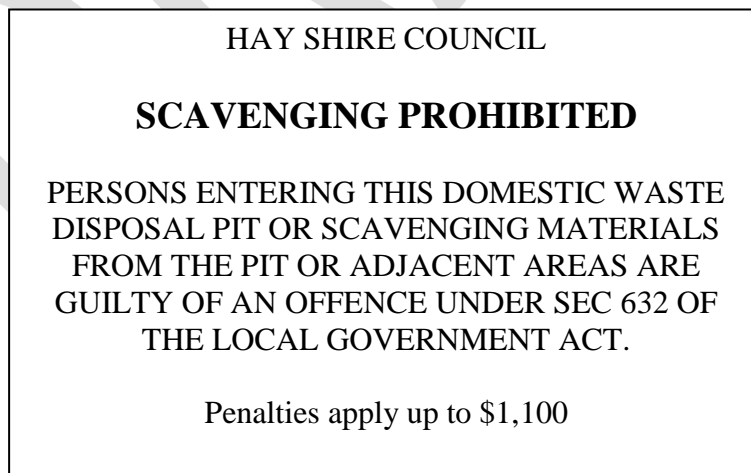 HAY SHIRE COUNCIL
SCAVENGING PROHIBITED
PERSONS ENTERING THIS DOMESTIC WASTE
DISPOSAL PIT OR SCAVENGING MATERIALS
FROM THE PIT OR ADJACENT AREAS ARE
GUILTY OF AN OFFENCE UNDER SEC 632 OF
THE LOCAL GOVERNMENT ACT.
Penalties apply up to $1,100